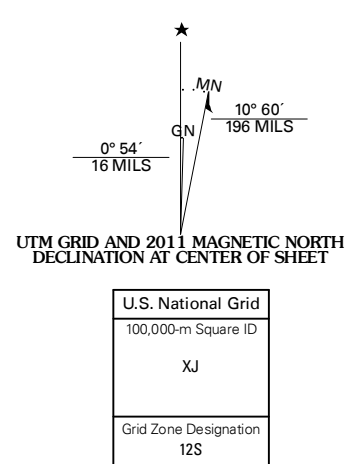 MN
10° 60´
196 MILS
GN
0° 54´
16 MILS
UTM GRID AND 2011 MAGNETIC NORTH
DECLINATION AT CENTER OF SHEET
U.S. National Grid
100,000-m Square ID
XJ
Grid Zone Designation
12S